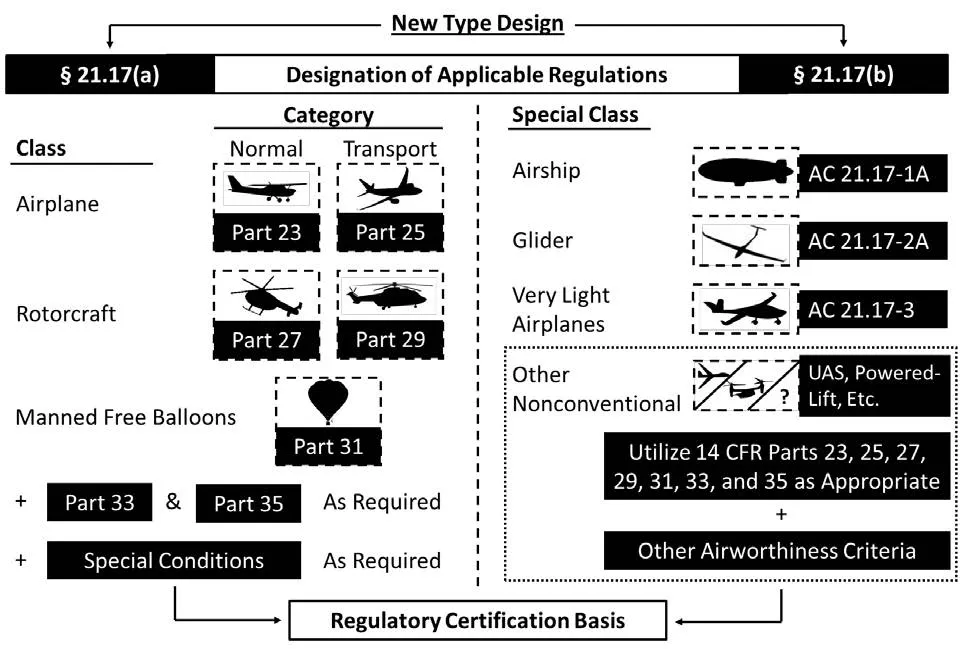 New Type Design
§ 21.17(a)
Designation of Applicable Regulations
§ 21.17(b)
Category
Class
Normal
Transport
Airplane
Part 23
Part 25
Rotorcraft
Part 27
Part 29
Manned Free Balloons
Part 31
+ Part 33 & Part 35 As Required
+ Special Conditions As Required
Special Class
Airship
AC 21.17-1A
Glider
AC 21.17-2A
Very Light
Airplanes
AC 21.17-3
Other
Nonconventional
?
UAS, Powered-
Lift, Etc.
Utilize 14 CFR Parts 23, 25, 27,
29, 31, 33, and 35 as Appropriate
+
Other Airworthiness Criteria
Regulatory Certification Basis